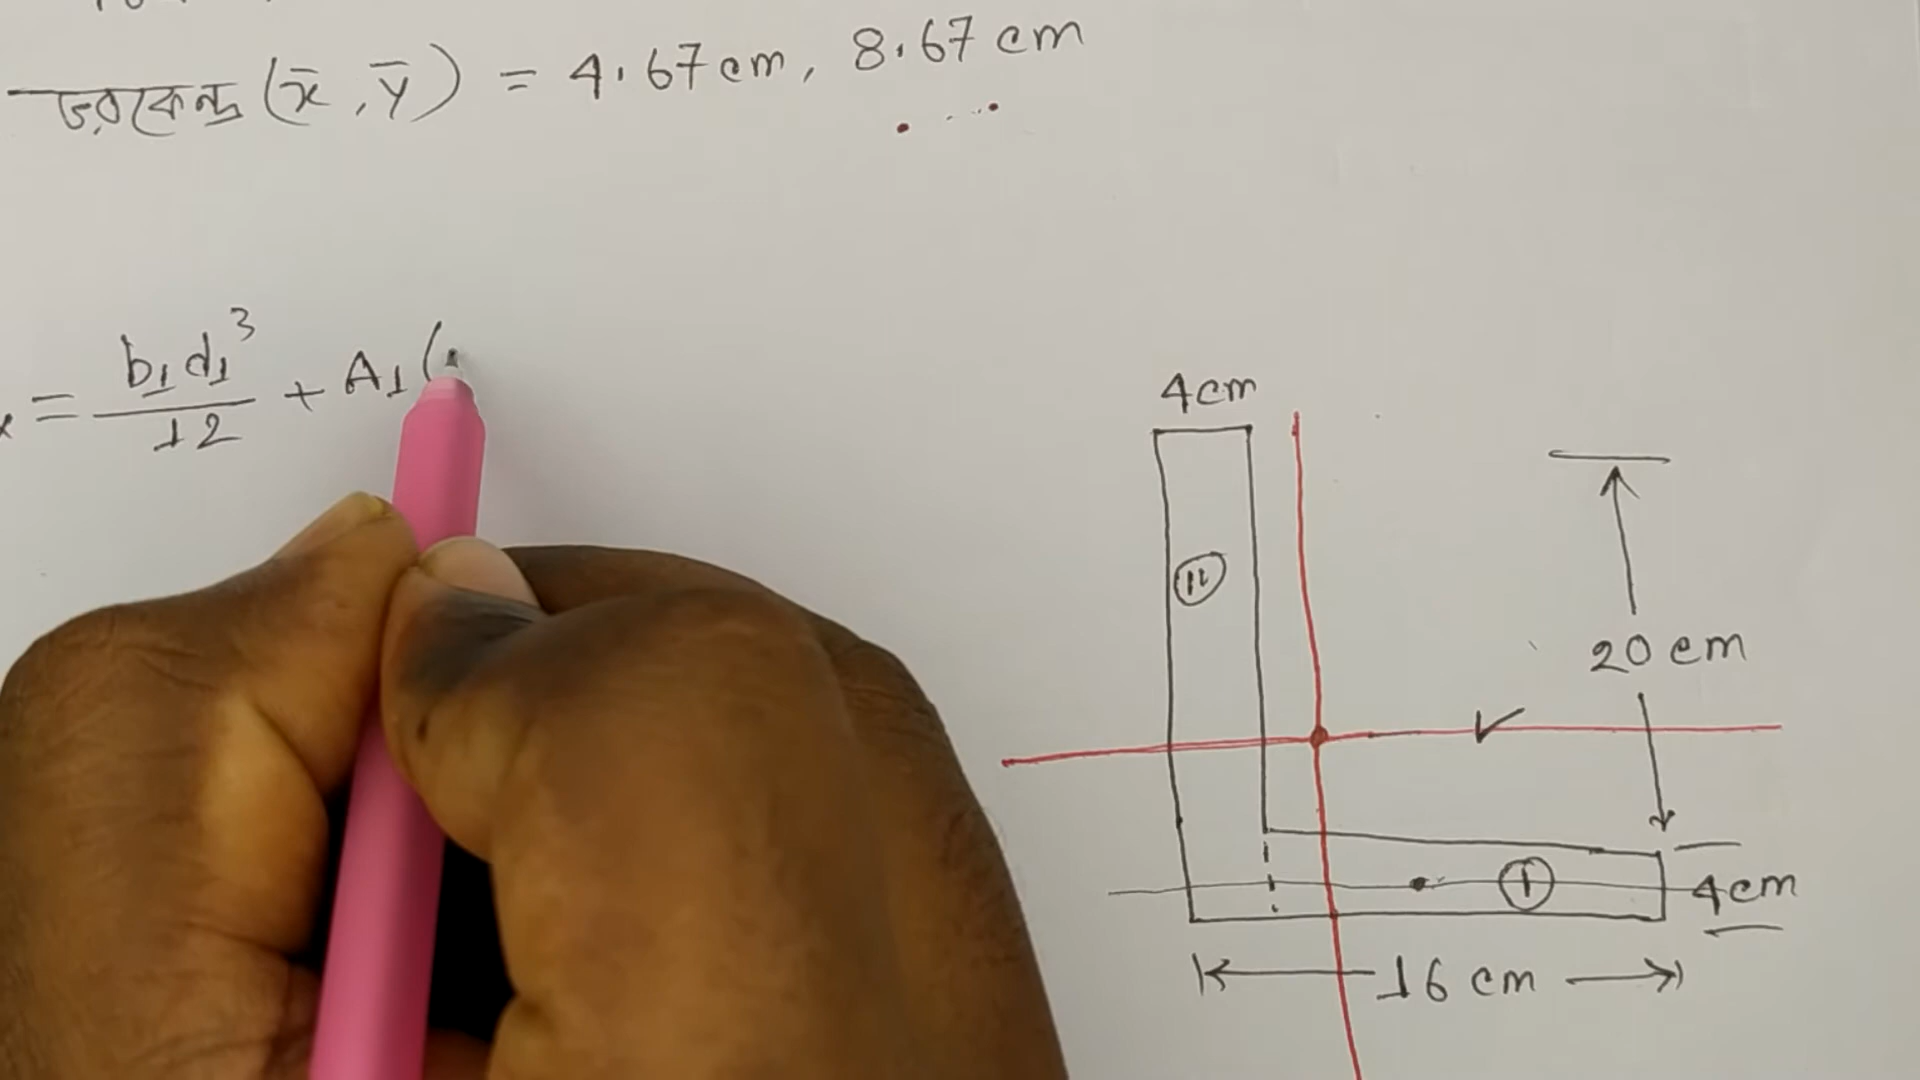 ভরকেন্দ্র (x̄, ȳ) = 4.67 cm, 8.67 cm
= b₁d₁³/12 + A₁(
4cm
II
20 cm
I
4cm
16 cm